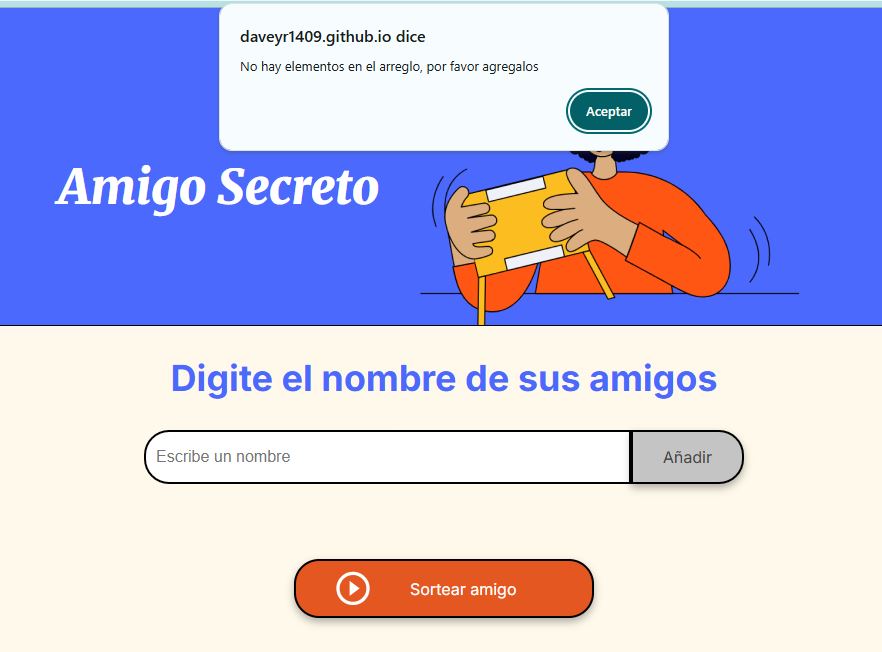 daveyr1409.github.io dice
No hay elementos en el arreglo, por favor agregalos
Aceptar
Amigo Secreto
Digite el nombre de sus amigos
Escribe un nombre
Añadir
Sortear amigo